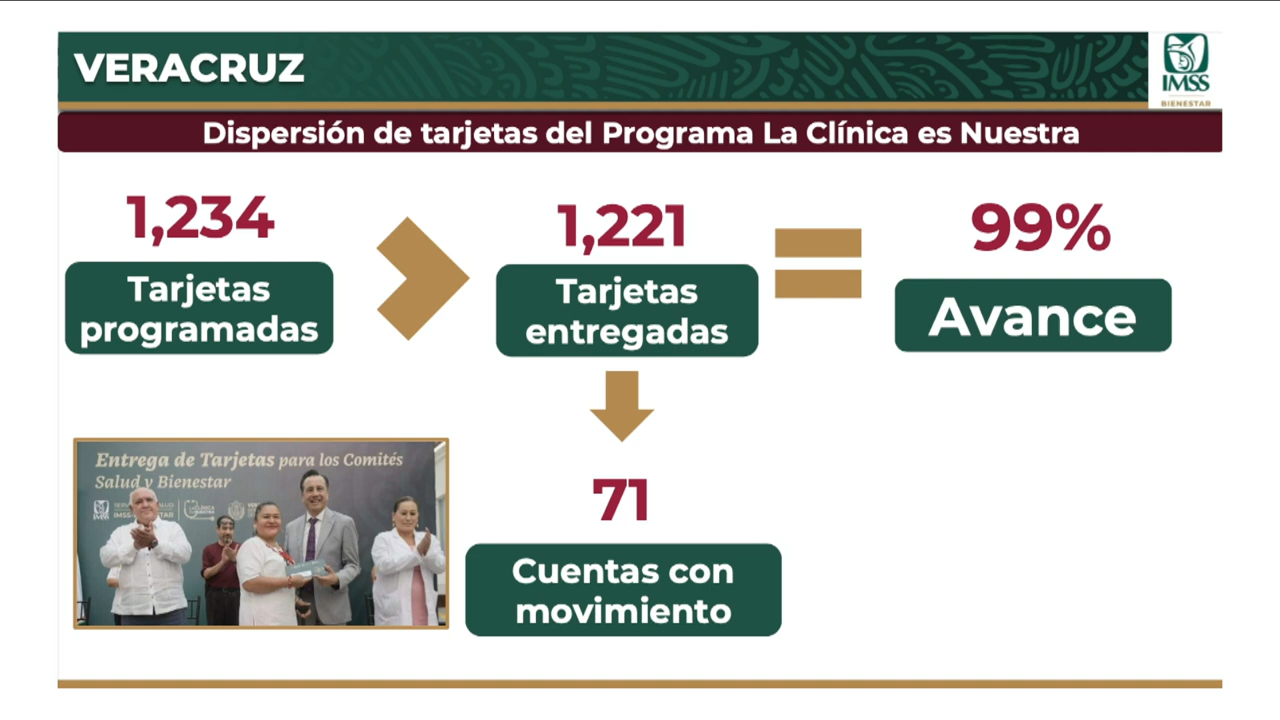 VERACRUZ
IMSS
BIENESTAR
Dispersión de tarjetas del Programa La Clínica es Nuestra
1,234
Tarjetas
programadas
1,221
Tarjetas
entregadas
99%
Avance
71
Cuentas con
movimiento
Entrega de Tarjetas para los Comités
Salud y Bienestar
IMSS